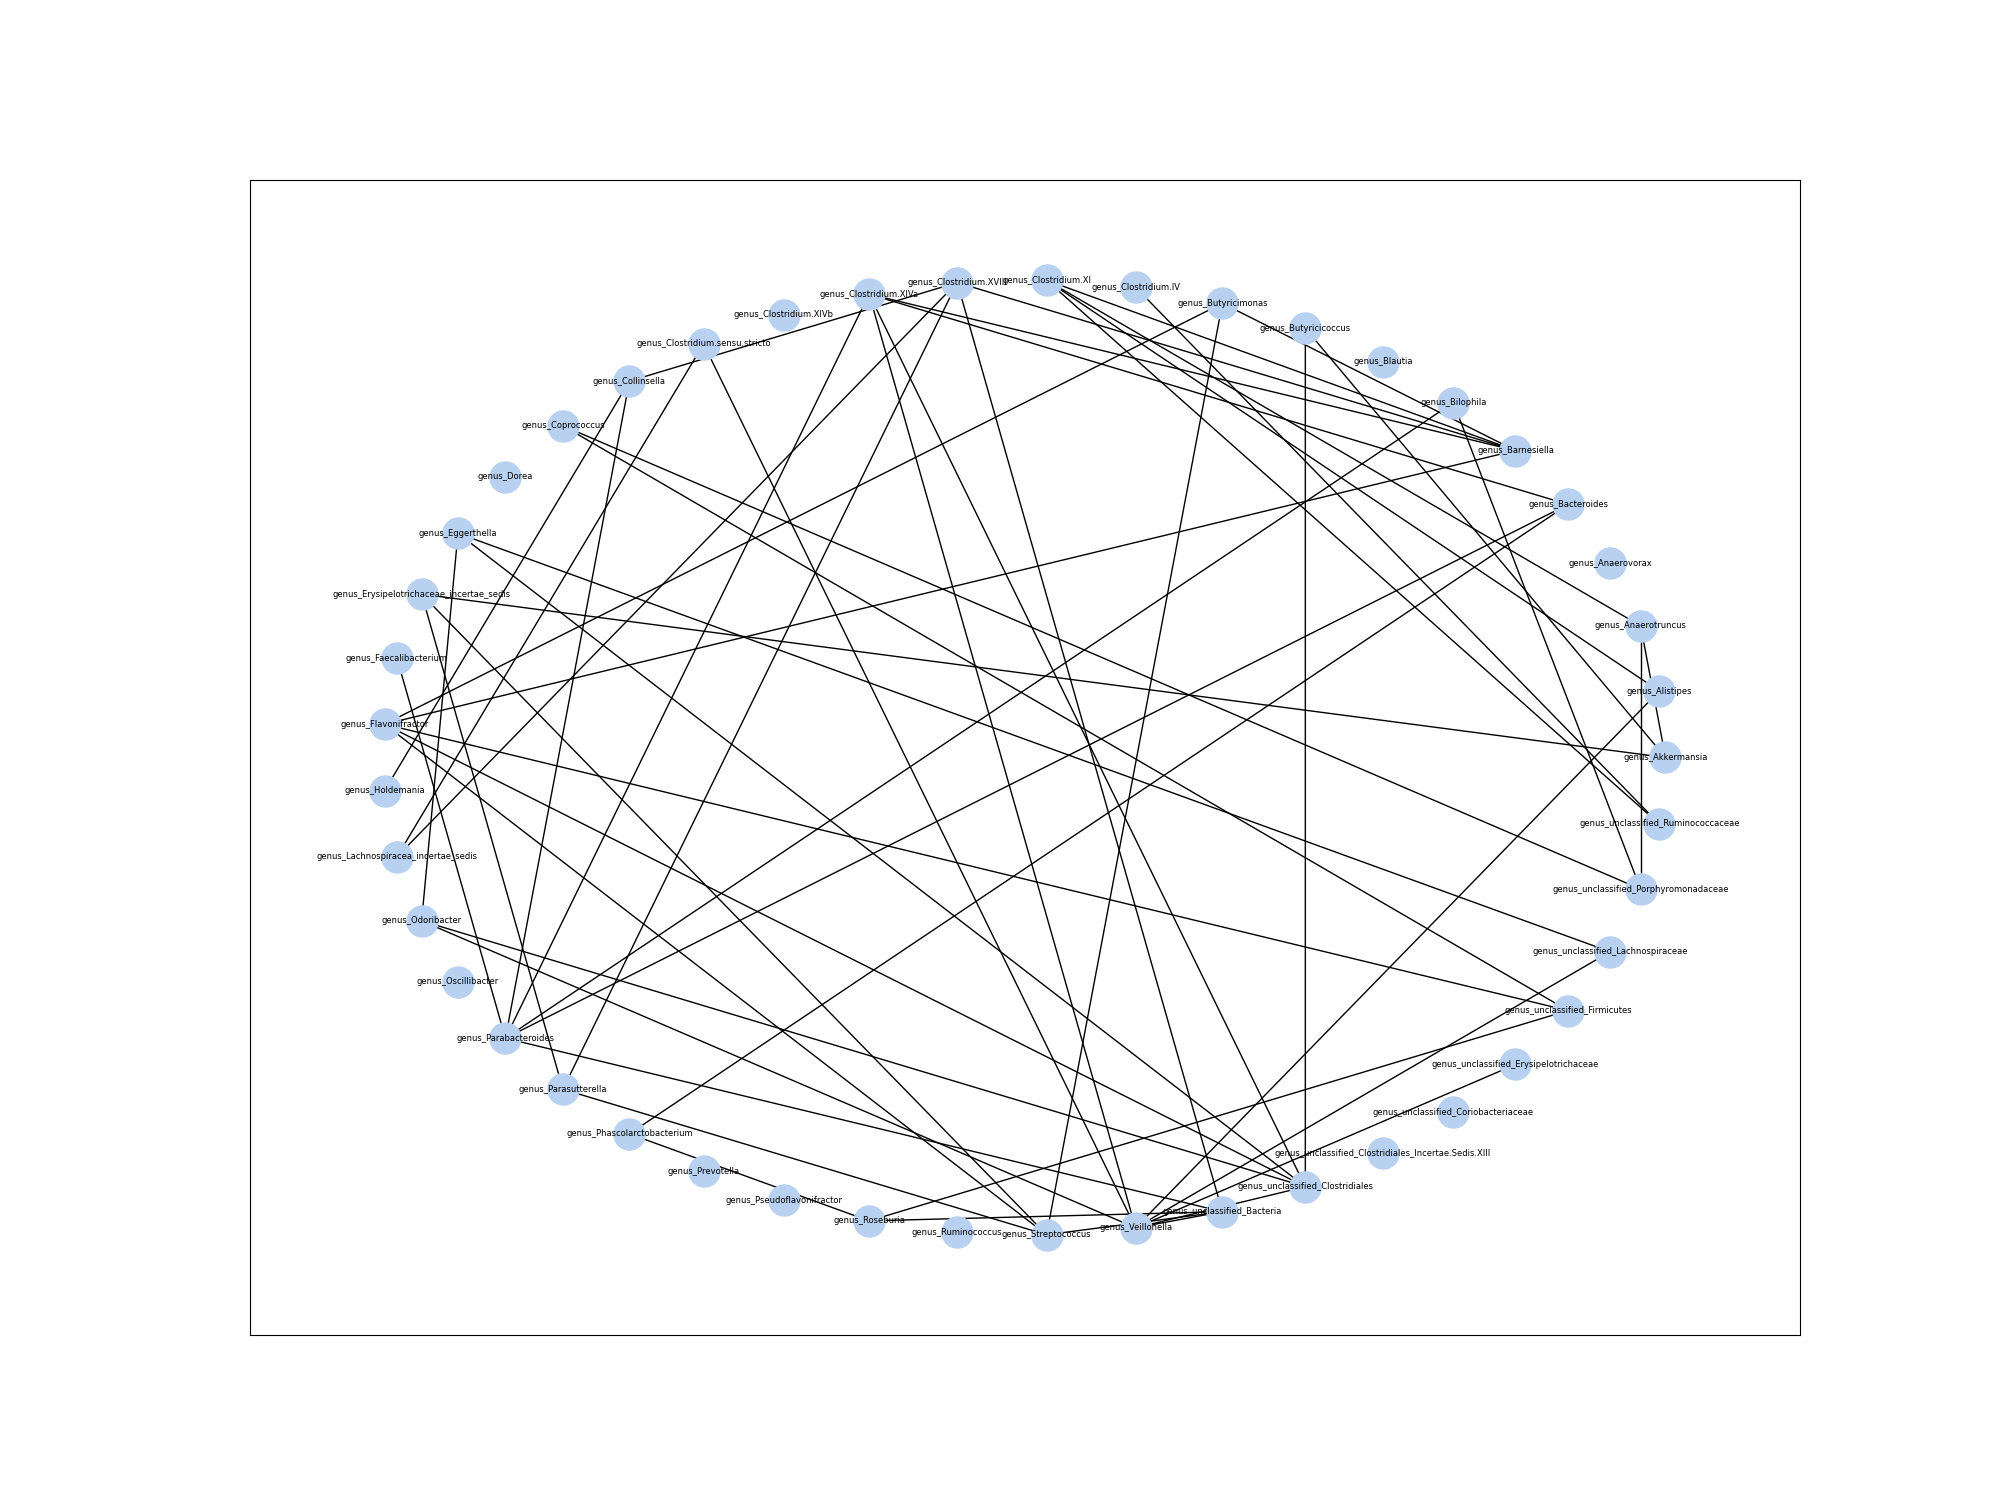 genus_Clostridium.XI
genus_Clostridium.XVIII
genus_Clostridium.IV
genus_Clostridium.XIVa
genus_Butyricimonas
genus_Clostridium.XIVb
genus_Butyricicoccus
genus_Clostridium.sensu.stricto
genus_Blautia
genus_Collinsella
genus_Bilophila
genus_Coprococcus
genus_Barnesiella
genus_Dorea
genus_Bacteroides
genus_Eggerthella
genus_Anaerovorax
genus_Erysipelotrichaceae_incertae_sedis
genus_Anaerotruncus
genus_Faecalibacterium
genus_Alistipes
genus_Flavonifractor
genus_Akkermansia
genus_Holdemania
genus_unclassified_Ruminococcaceae
genus_Lachnospiracea_incertae_sedis
genus_unclassified_Porphyromonadaceae
genus_Odoribacter
genus_unclassified_Lachnospiraceae
genus_Oscillibacter
genus_unclassified_Firmicutes
genus_Parabacteroides
genus_unclassified_Erysipelotrichaceae
genus_Parasutterella
genus_unclassified_Coriobacteriaceae
genus_Phascolarctobacterium
genus_unclassified_Clostridiales_Incertae.Sedis.XIII
genus_Prevotella
genus_unclassified_Clostridiales
genus_Pseudoflavonifractor
genus_unclassified_Bacteria
genus_Roseburia
genus_Veillonella
genus_Ruminococcus
genus_Streptococcus